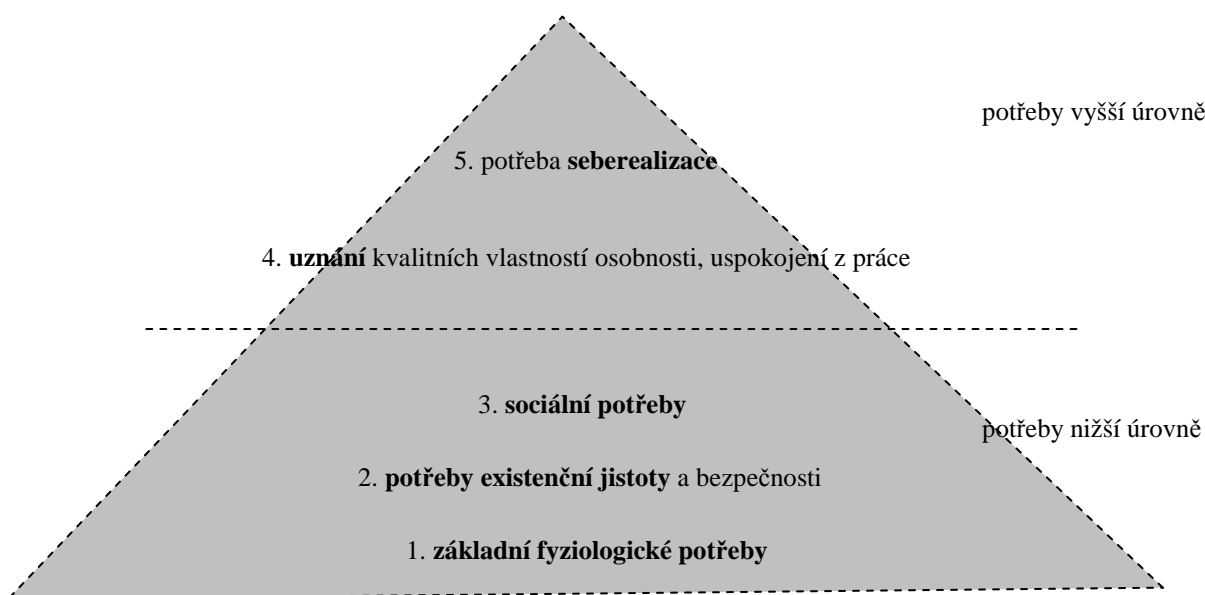 potřeby vyšší úrovně
5. potřeba seberealizace
4. uznání kvalitních vlastností osobnosti, uspokojení z práce
3. sociální potřeby
potřeby nižší úrovně
2. potřeby existenční jistoty a bezpečnosti
1. základní fyziologické potřeby